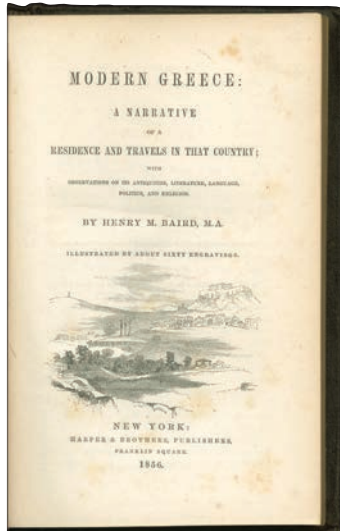 MODERN GREECE:
A NARRATIVE
OF A
RESIDENCE AND TRAVELS IN THAT COUNTRY;
WITH
OBSERVATIONS ON ITS ANTIQUITIES, LITERATURE, LANGUAGE,
POLITICS, AND RELIGION.
BY HENRY M. BAIRD, M.A.
ILLUSTRATED BY ABOUT SIXTY ENGRAVINGS.
NEW YORK:
HARPER & BROTHERS, PUBLISHERS,
FRANKLIN SQUARE.
1856.